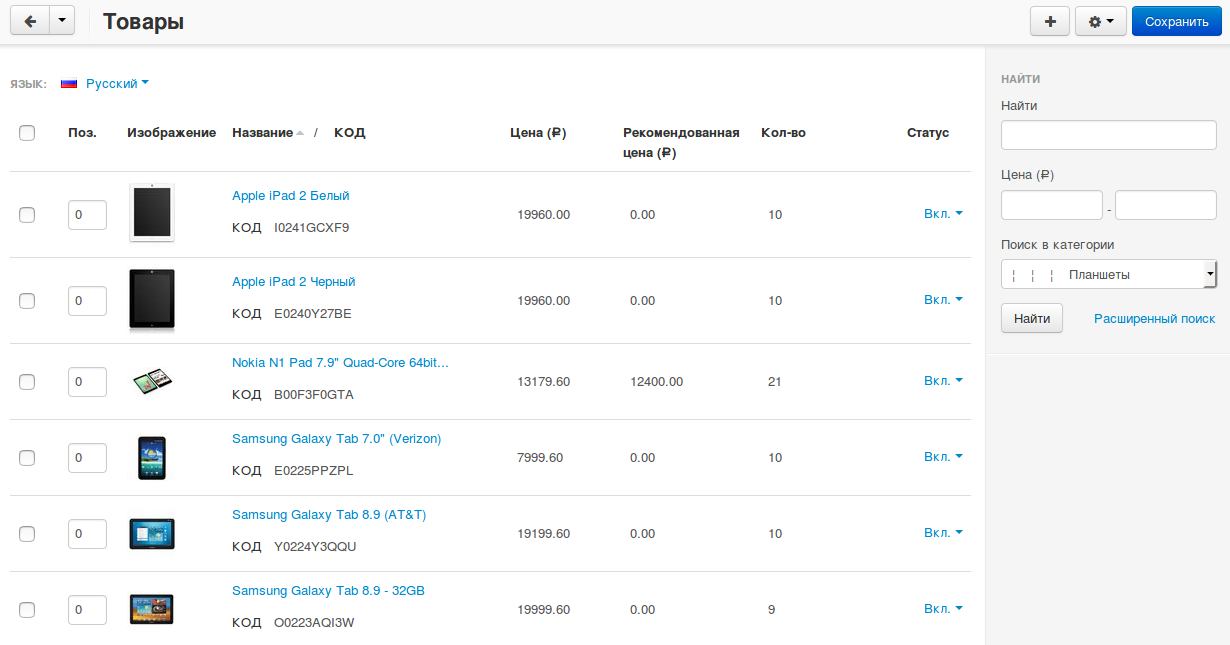 Товары
Сохранить
ЯЗЫК: Русский
Поз. Изображение Название / КОД Цена (₽) Рекомендованная цена (₽) Кол-во Статус
0 Apple iPad 2 Белый 19960.00 0.00 10 Вкл.
КОД I0241GCXF9
0 Apple iPad 2 Черный 19960.00 0.00 10 Вкл.
КОД E0240Y27BE
0 Nokia N1 Pad 7.9" Quad-Core 64bit... 13179.60 12400.00 21 Вкл.
КОД B00F3F0GTA
0 Samsung Galaxy Tab 7.0" (Verizon) 7999.60 0.00 10 Вкл.
КОД E0225PPZPL
0 Samsung Galaxy Tab 8.9 (AT&T) 19199.60 0.00 10 Вкл.
КОД Y0224Y3QQU
0 Samsung Galaxy Tab 8.9 - 32GB 19999.60 0.00 9 Вкл.
КОД O0223AQI3W
НАЙТИ
Найти
Цена (₽)
-
Поиск в категории
¦ ¦ ¦ Планшеты
Найти Расширенный поиск